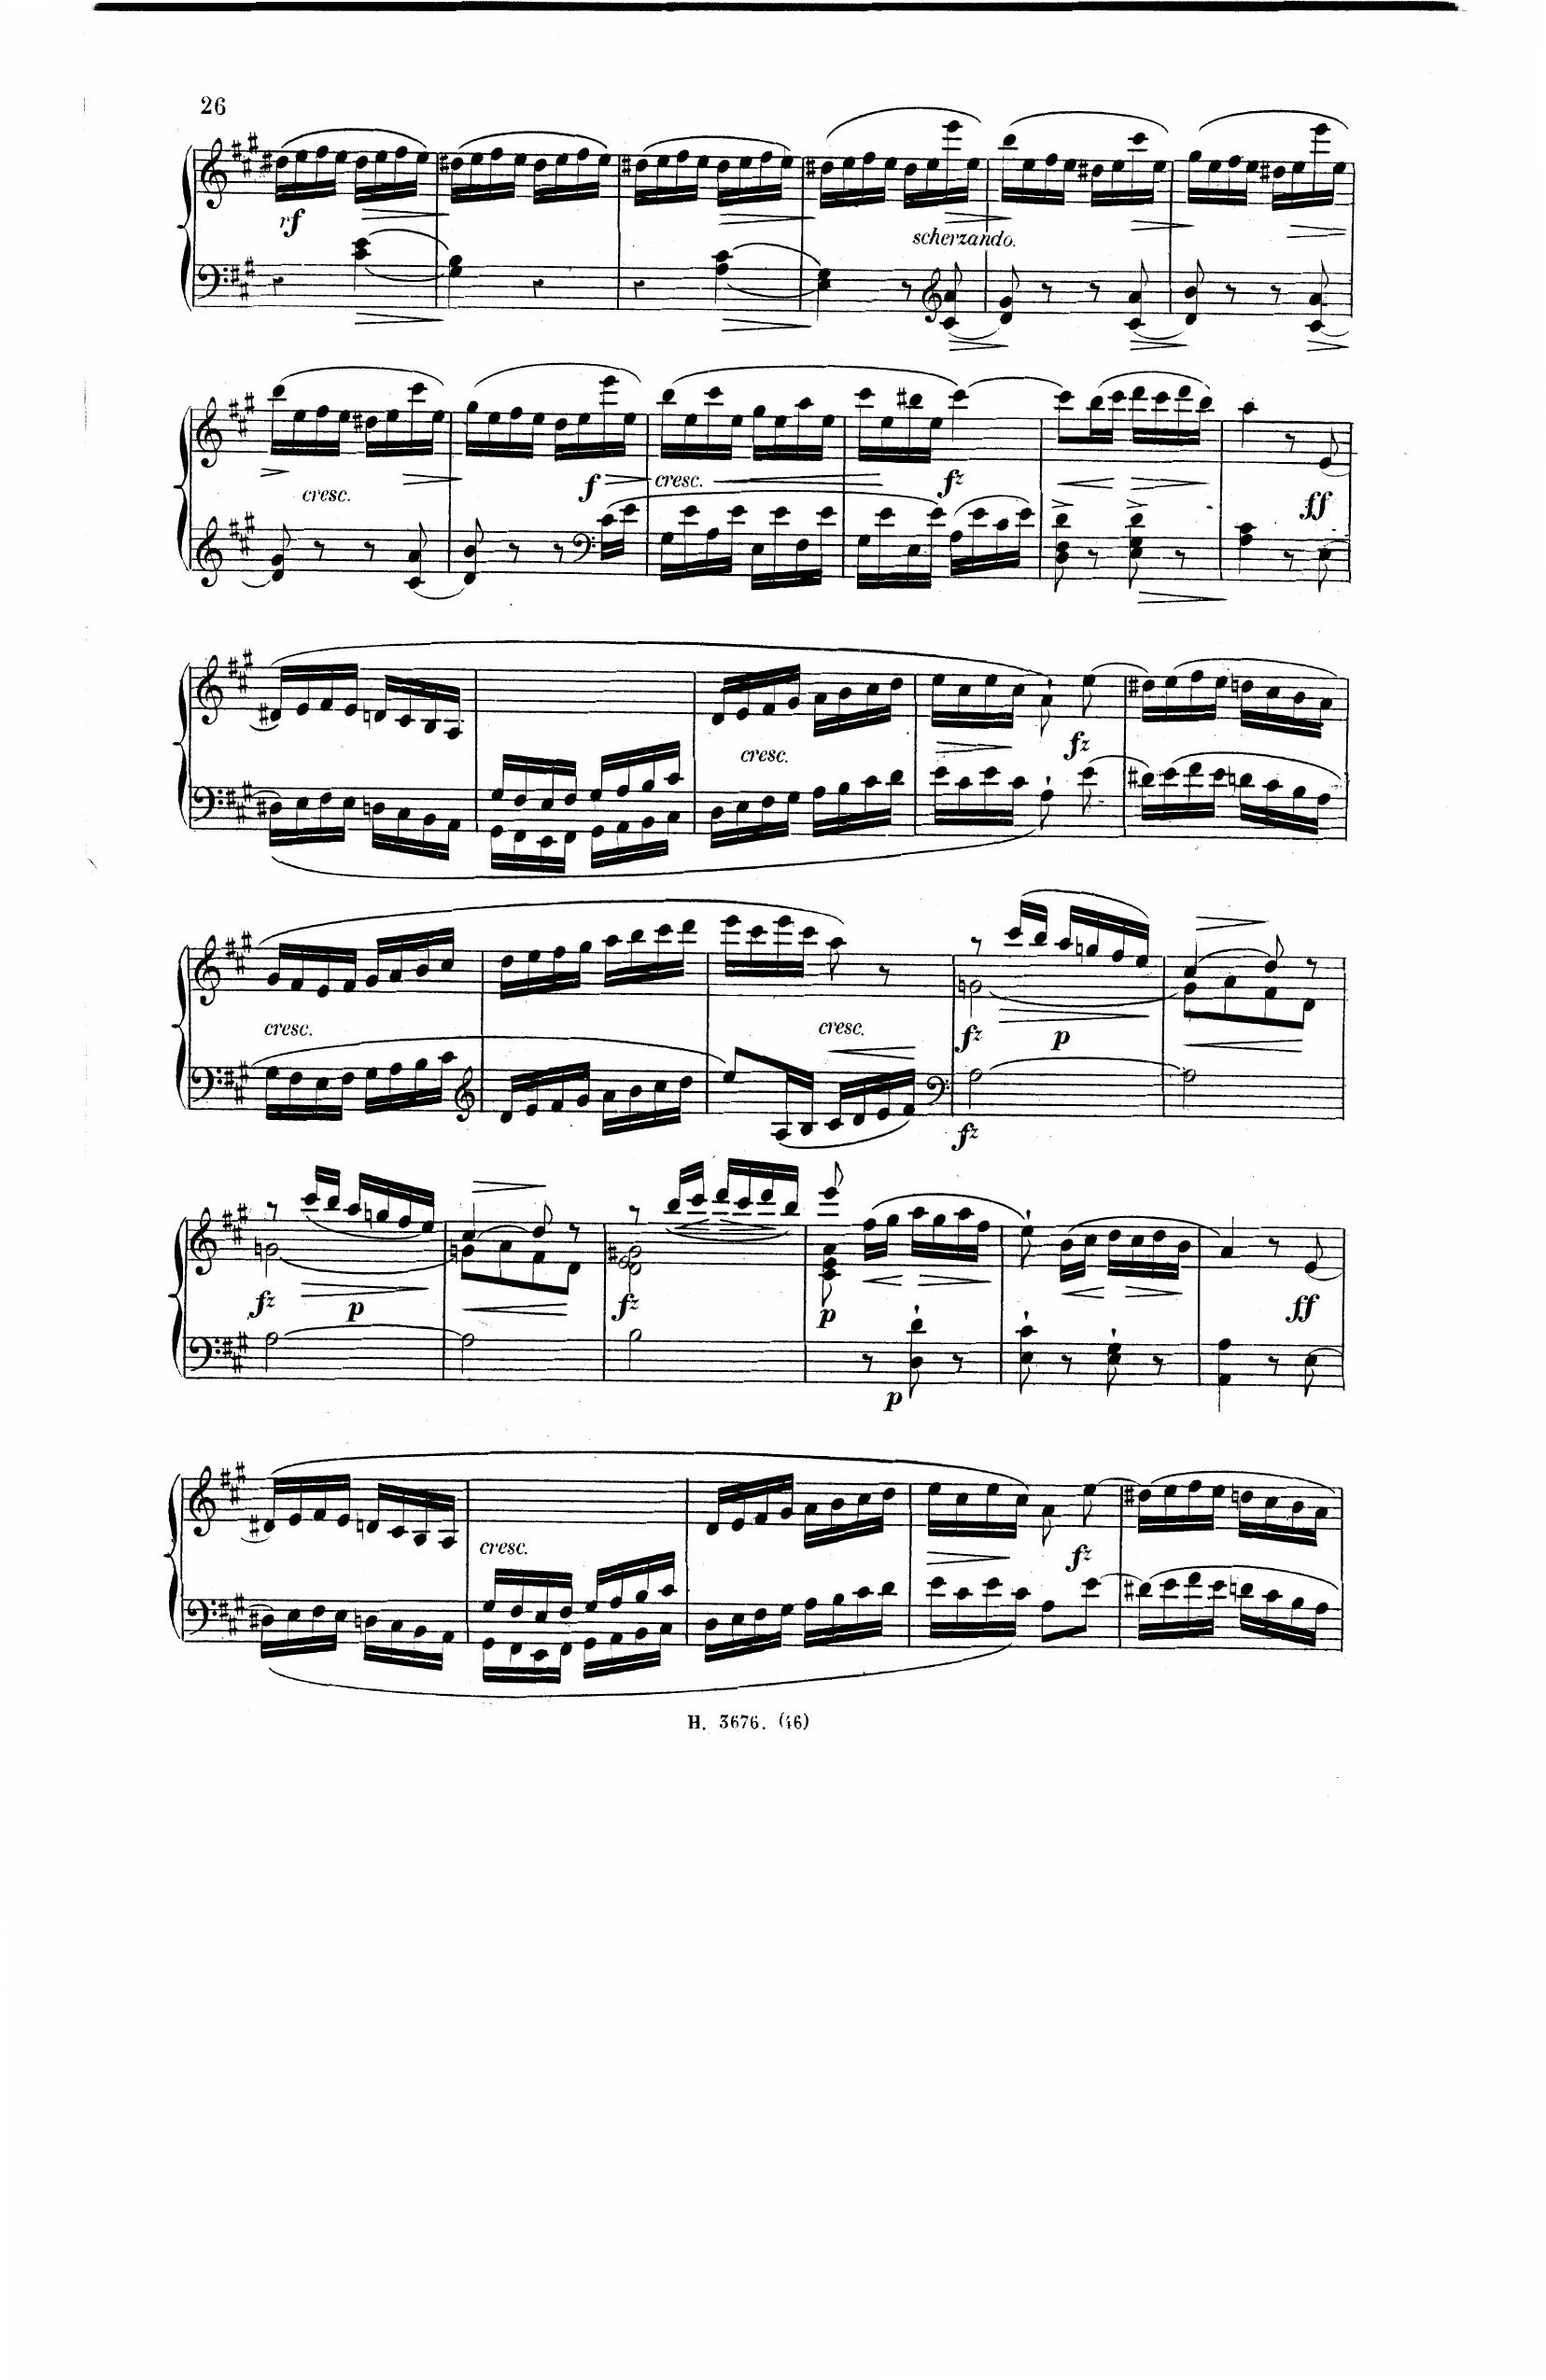 26
rf
scherzando.
cresc. f cresc. fz ff
cresc. fz
cresc. cresc. fz p
fz
fz p fz p ff
p
cresc. fz
H. 3676. (46)